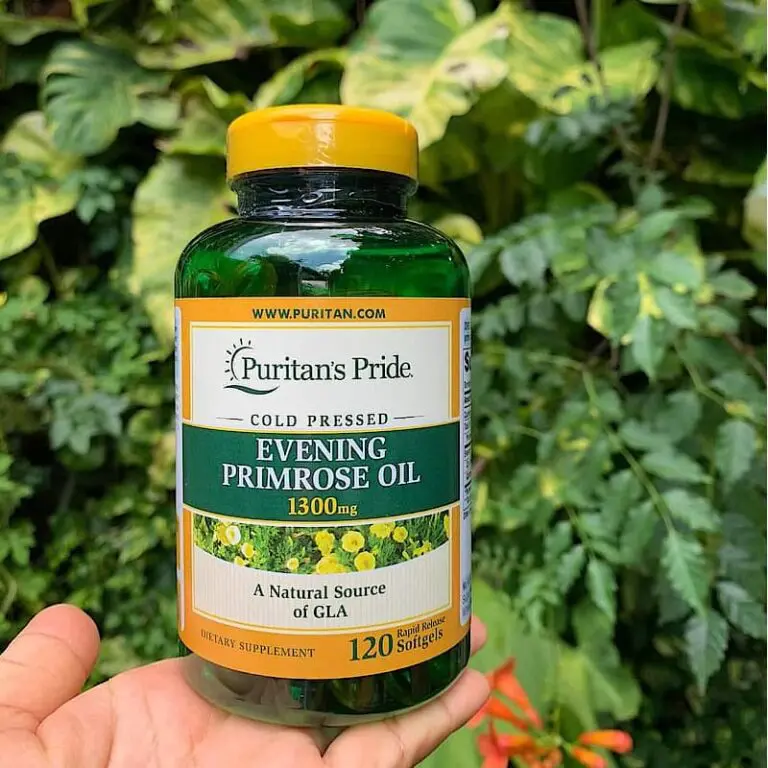 WWW.PURITAN.COM
Puritan's Pride®
COLD PRESSED
EVENING
PRIMROSE OIL
1300mg
A Natural Source
of GLA
DIETARY SUPPLEMENT
120 Rapid Release
Softgels